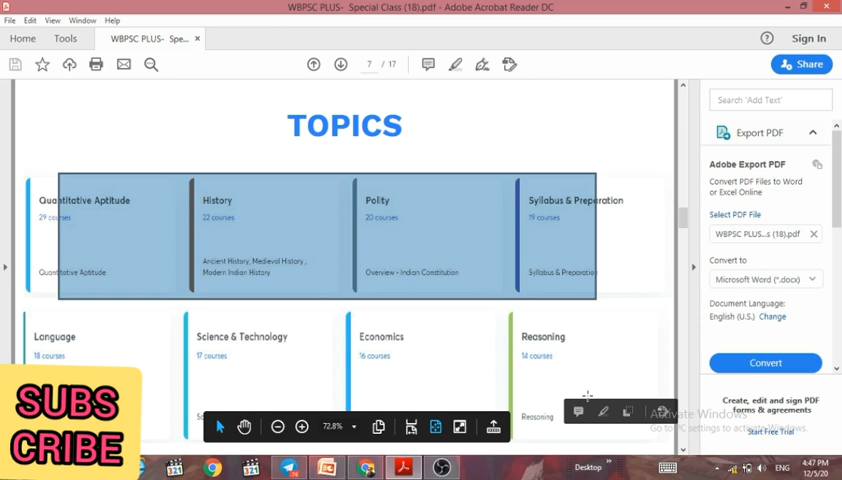 WBPSC PLUS- Special Class (18).pdf - Adobe Acrobat Reader DC
File Edit View Window Help
Home Tools WBPSC PLUS- Spe... × Sign In
7 / 17 Share
TOPICS
Quantitative Aptitude
29 courses
Quantitative Aptitude
History
22 courses
Ancient History, Medieval History ,
Modern Indian History
Polity
20 courses
Overview - Indian Constitution
Syllabus & Preparation
19 courses
Syllabus & Preparation
Language
18 courses
Science & Technology
17 courses
Economics
16 courses
Reasoning
14 courses
Reasoning
72.8%
SUBS
CRIBE
Search 'Add Text'
Export PDF
Adobe Export PDF
Convert PDF Files to Word
or Excel Online
Select PDF File
WBPSC PLUS...s (18).pdf
Convert to
Microsoft Word (*.docx)
Document Language:
English (U.S.) Change
Convert
Create, edit and sign PDF
forms & agreements
Start Free Trial
Activate Windows
Go to PC settings to activate Windows.
321 321
Desktop
ENG
4:47 PM
12/5/20